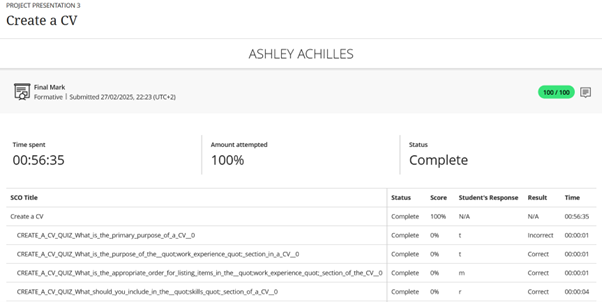 PROJECT PRESENTATION 3
Create a CV
ASHLEY ACHILLES
Final Mark
Formative | Submitted 27/02/2025, 22:23 (UTC+2)
100 / 100
Time spent Amount attempted Status
00:56:35 100% Complete
SCO Title Status Score Student's Response Result Time
Create a CV Complete 100% N/A N/A 00:56:35
CREATE_A_CV_QUIZ_What_is_the_primary_purpose_of_a_CV__0 Complete 0% t Incorrect 00:00:01
CREATE_A_CV_QUIZ_What_is_the_purpose_of_the__quot;work_experience_quot;_section_in_a_CV__0 Complete 0% t Correct 00:00:01
CREATE_A_CV_QUIZ_What_is_the_appropriate_order_for_listing_items_in_the__quot;work_experience_quot;_section_of_the_CV__0 Complete 0% m Correct 00:00:01
CREATE_A_CV_QUIZ_What_should_you_include_in_the__quot;skills_quot;_section_of_a_CV__0 Complete 0% r Correct 00:00:04